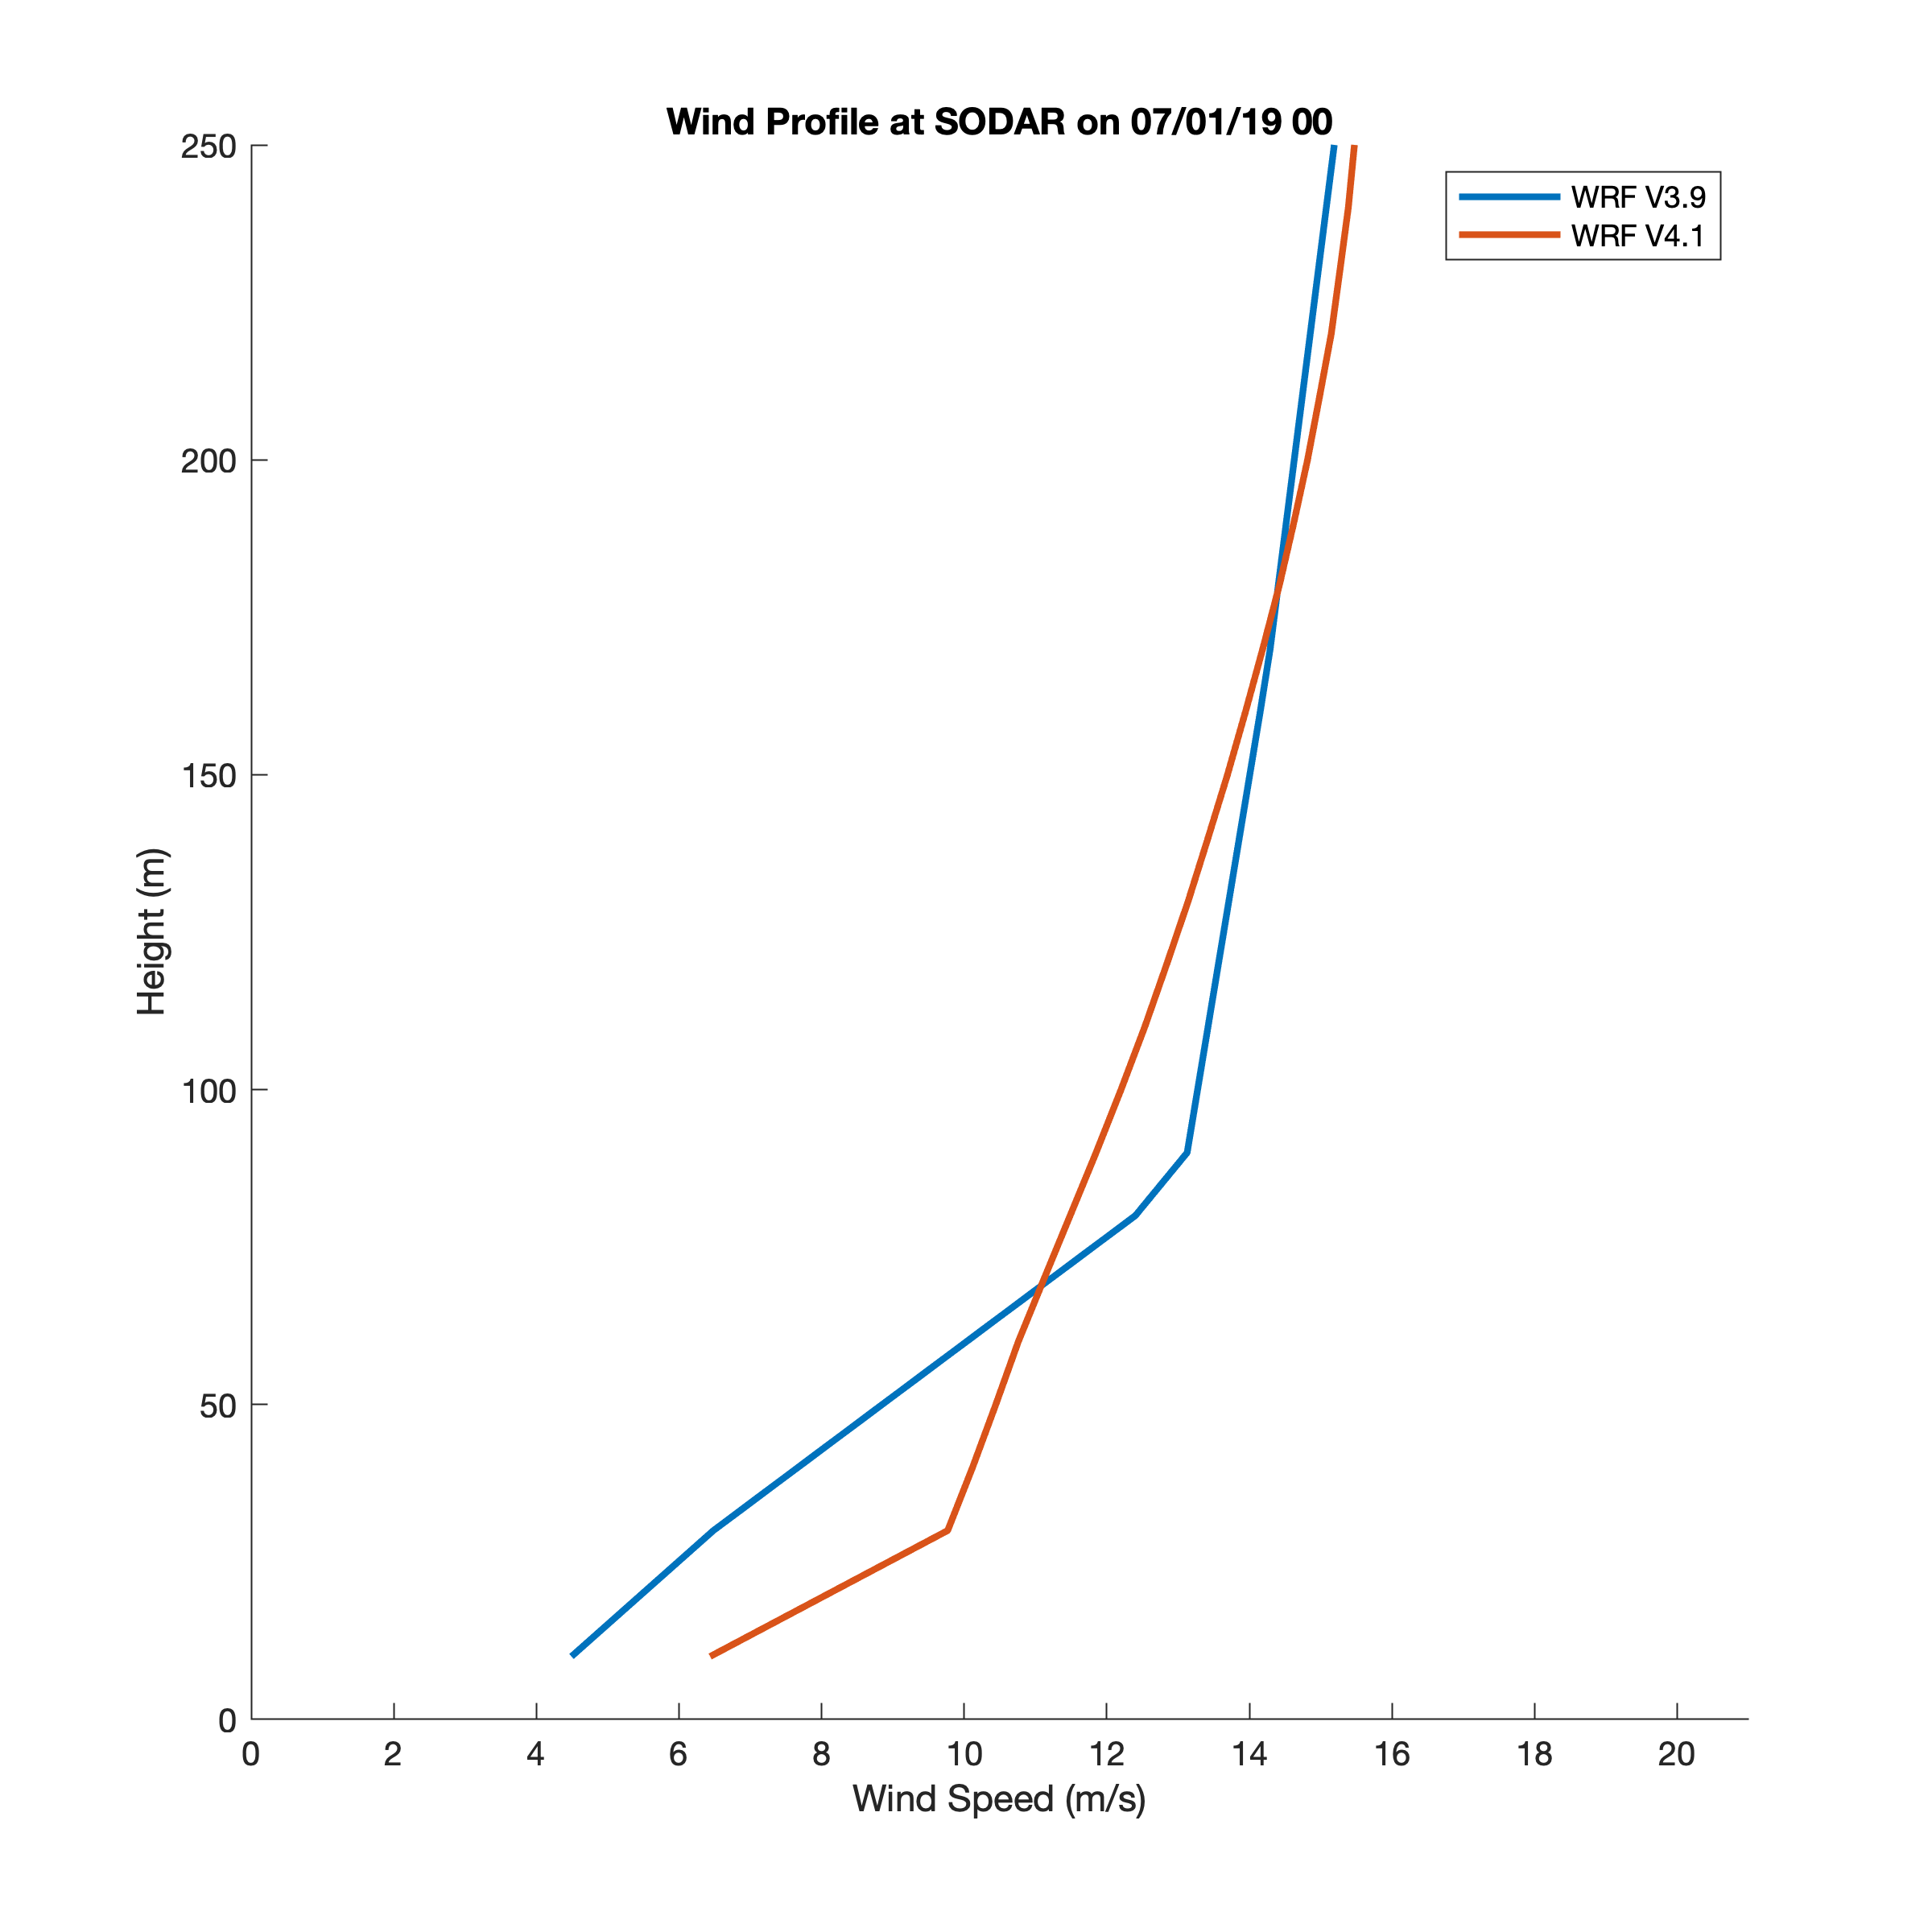 Wind Profile at SODAR on 07/01/19 00
WRF V3.9
WRF V4.1
250
200
150
100
50
0
Height (m)
0 2 4 6 8 10 12 14 16 18 20
Wind Speed (m/s)